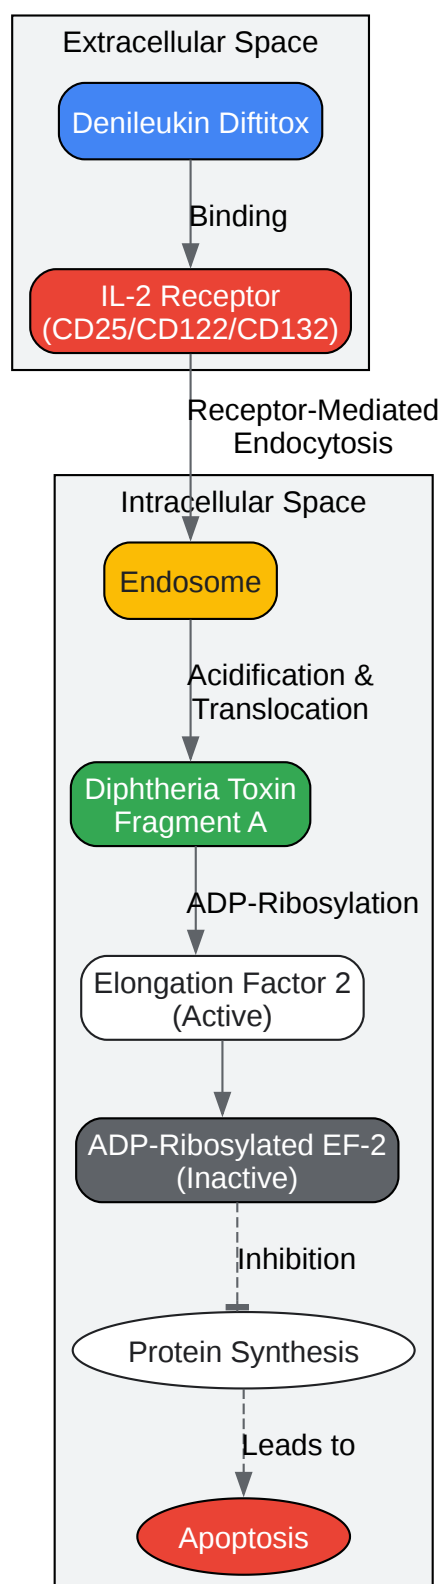 Extracellular Space
Denileukin Diftitox
Binding
IL-2 Receptor
(CD25/CD122/CD132)
Receptor-Mediated
Endocytosis
Intracellular Space
Endosome
Acidification &
Translocation
Diphtheria Toxin
Fragment A
ADP-Ribosylation
Elongation Factor 2
(Active)
ADP-Ribosylated EF-2
(Inactive)
Inhibition
Protein Synthesis
Leads to
Apoptosis